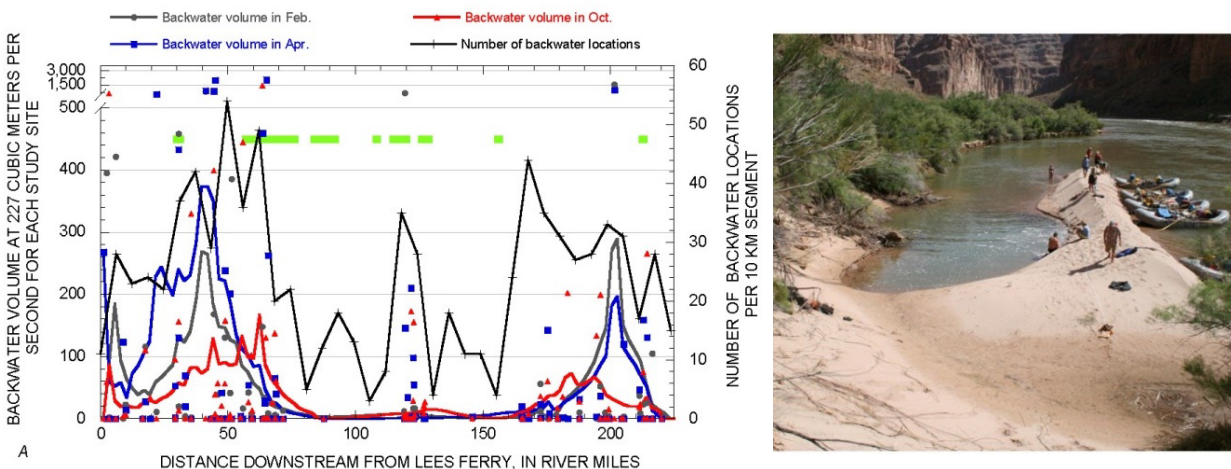 Backwater volume in Feb.
Backwater volume in Oct.
Backwater volume in Apr.
Number of backwater locations
BACKWATER VOLUME AT 227 CUBIC METERS PER
SECOND FOR EACH STUDY SITE
3,000
1,500
500
400
300
200
100
0
60
50
40
30
20
10
0
NUMBER OF BACKWATER LOCATIONS
PER 10 KM SEGMENT
0 50 100 150 200
A
DISTANCE DOWNSTREAM FROM LEES FERRY, IN RIVER MILES